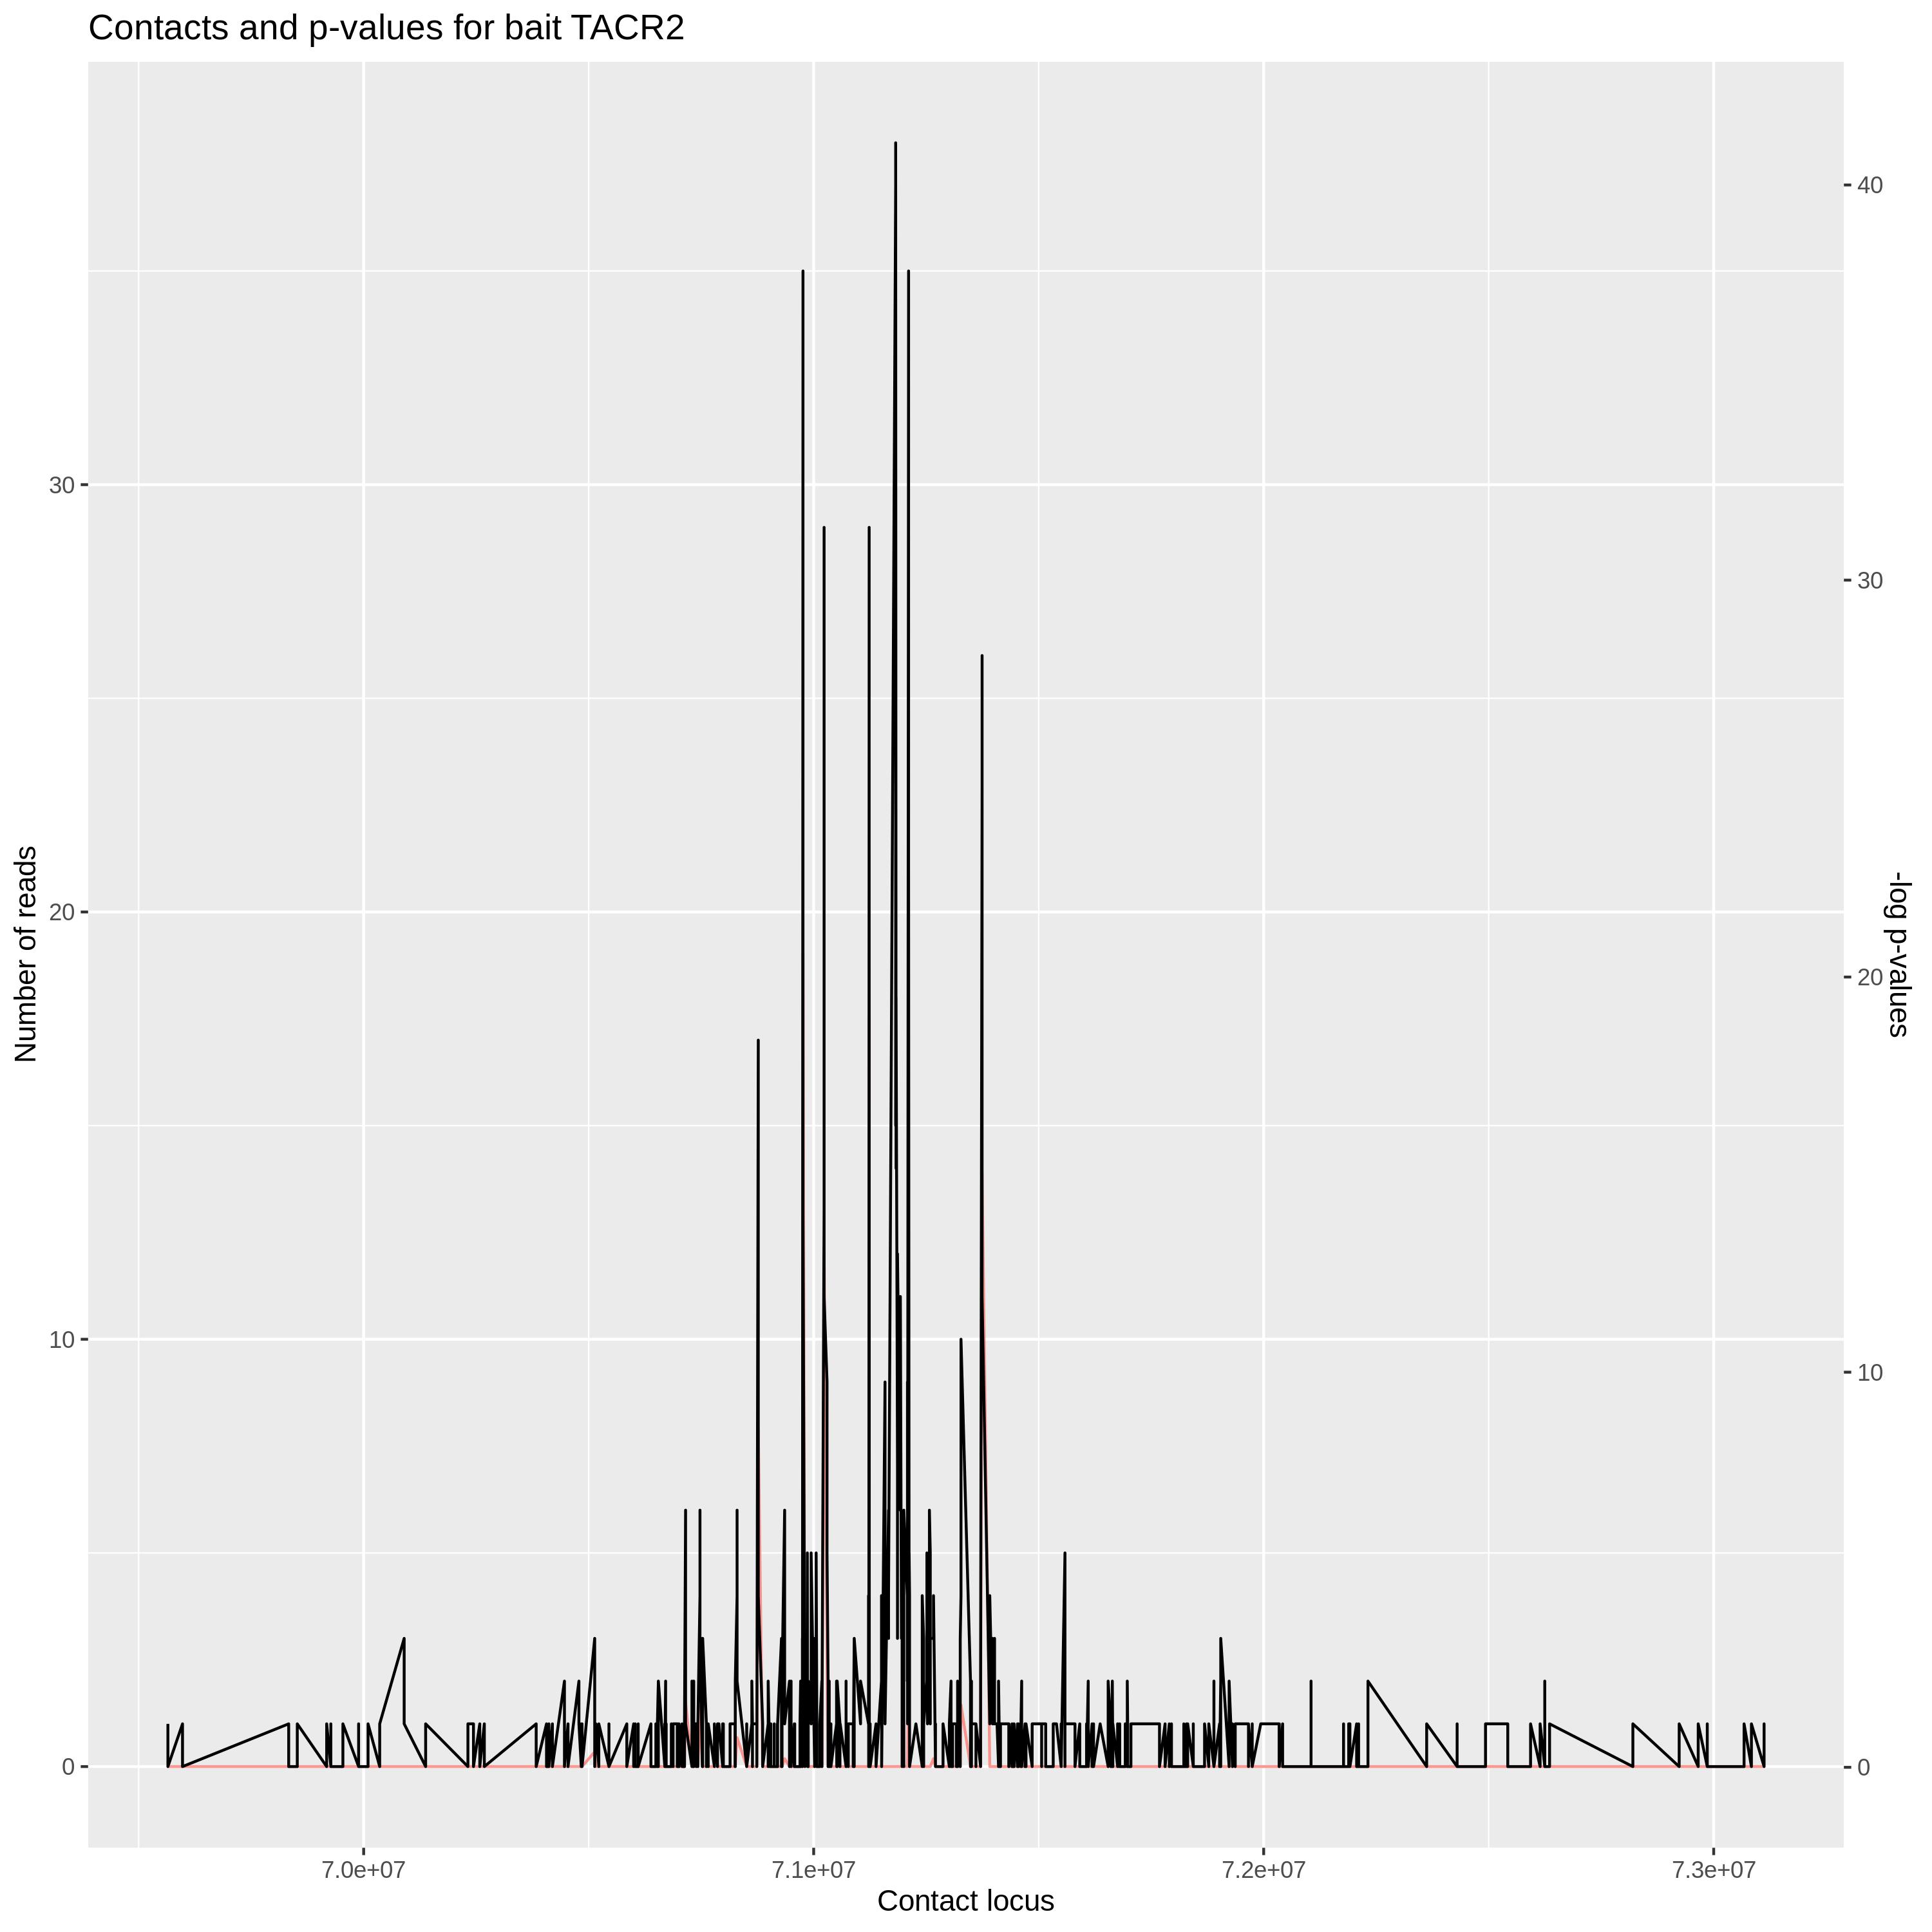 Contacts and p-values for bait TACR2
40
30
30
Number of reads
-log p-values
20
20
10
10
0
0
7.0e+07 7.1e+07 7.2e+07 7.3e+07
Contact locus